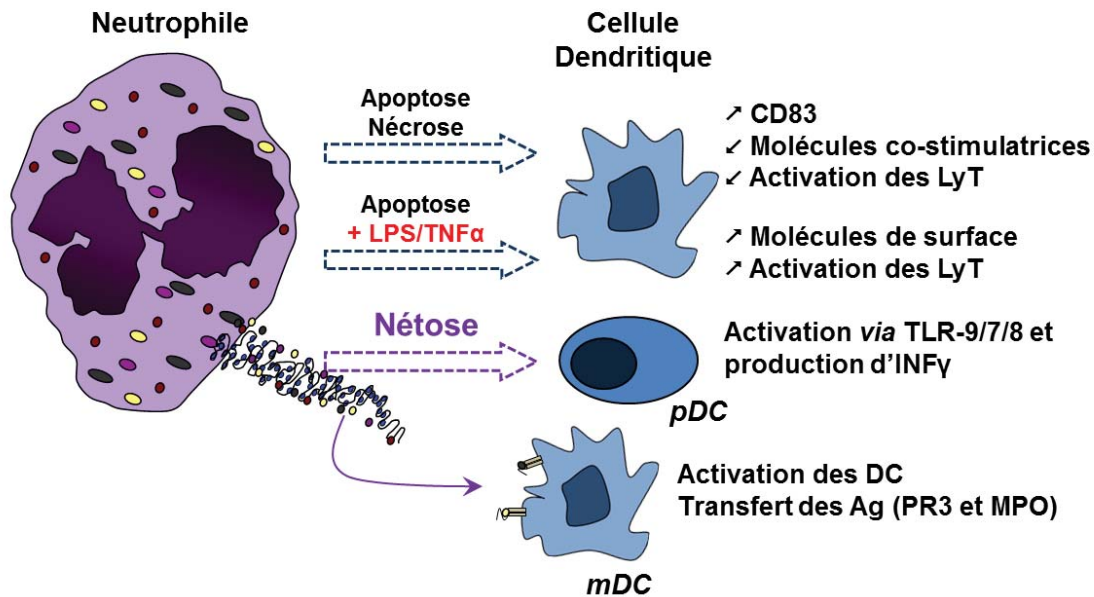 Neutrophile
Cellule
Dendritique
Apoptose
Nécrose
↗ CD83
↙ Molécules co-stimulatrices
↙ Activation des LyT
Apoptose
+ LPS/TNFα
↗ Molécules de surface
↗ Activation des LyT
Nétose
Activation via TLR-9/7/8 et
production d'INFγ
pDC
Activation des DC
Transfert des Ag (PR3 et MPO)
mDC